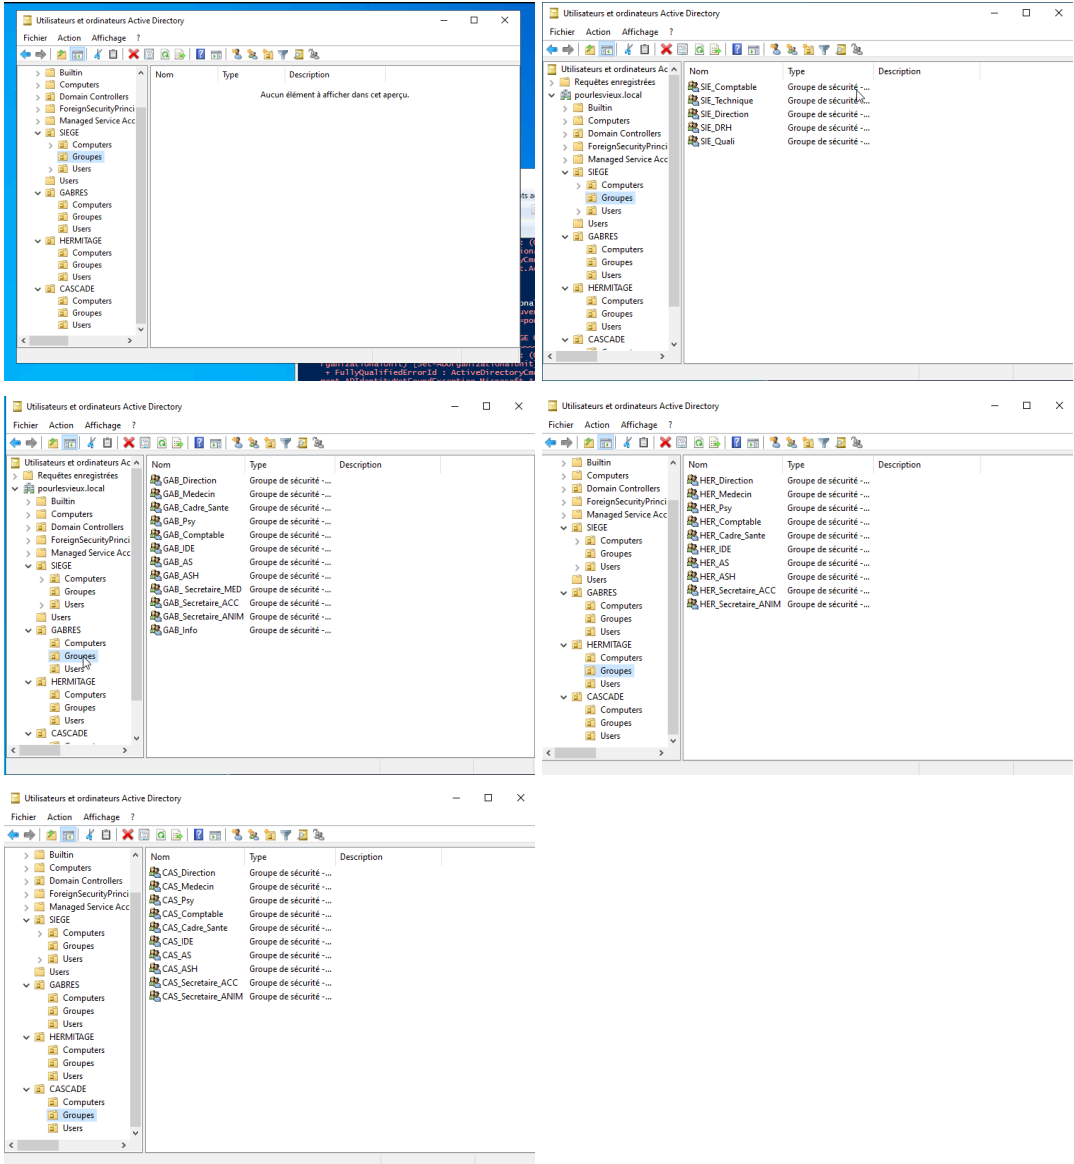 Utilisateurs et ordinateurs Active Directory
Fichier Action Affichage ?
Builtin
Computers
Domain Controllers
ForeignSecurityPrinci
Managed Service Acc
SIEGE
Computers
Groupes
Users
Users
GABRES
Computers
Groupes
Users
HERMITAGE
Computers
Groupes
Users
CASCADE
Computers
Groupes
Users
Nom Type Description
Aucun élément à afficher dans cet aperçu.
+ FullyQualifiedErrorId : ActiveDirectoryCm
Utilisateurs et ordinateurs Active Directory
Fichier Action Affichage ?
Utilisateurs et ordinateurs Ac
Requêtes enregistrées
pourlesvieux.local
Builtin
Computers
Domain Controllers
ForeignSecurityPrinci
Managed Service Acc
SIEGE
Computers
Groupes
Users
Users
GABRES
Computers
Groupes
Users
HERMITAGE
Computers
Groupes
Users
CASCADE
Nom Type Description
SIE_Comptable Groupe de sécurité -...
SIE_Technique Groupe de sécurité -...
SIE_Direction Groupe de sécurité -...
SIE_DRH Groupe de sécurité -...
SIE_Quali Groupe de sécurité -...
Utilisateurs et ordinateurs Active Directory
Fichier Action Affichage ?
Utilisateurs et ordinateurs Ac
Requêtes enregistrées
pourlesvieux.local
Builtin
Computers
Domain Controllers
ForeignSecurityPrinci
Managed Service Acc
SIEGE
Computers
Groupes
Users
Users
GABRES
Computers
Groupes
Users
HERMITAGE
Computers
Groupes
Users
CASCADE
Nom Type Description
GAB_Direction Groupe de sécurité -...
GAB_Medecin Groupe de sécurité -...
GAB_Cadre_Sante Groupe de sécurité -...
GAB_Psy Groupe de sécurité -...
GAB_Comptable Groupe de sécurité -...
GAB_IDE Groupe de sécurité -...
GAB_AS Groupe de sécurité -...
GAB_ASH Groupe de sécurité -...
GAB_ Secretaire_MED Groupe de sécurité -...
GAB_Secretaire_ACC Groupe de sécurité -...
GAB_Secretaire_ANIM Groupe de sécurité -...
GAB_Info Groupe de sécurité -...
Utilisateurs et ordinateurs Active Directory
Fichier Action Affichage ?
Builtin
Computers
Domain Controllers
ForeignSecurityPrinci
Managed Service Acc
SIEGE
Computers
Groupes
Users
Users
GABRES
Computers
Groupes
Users
HERMITAGE
Computers
Groupes
Users
CASCADE
Computers
Groupes
Users
Nom Type Description
HER_Direction Groupe de sécurité -...
HER_Medecin Groupe de sécurité -...
HER_Psy Groupe de sécurité -...
HER_Comptable Groupe de sécurité -...
HER_Cadre_Sante Groupe de sécurité -...
HER_IDE Groupe de sécurité -...
HER_AS Groupe de sécurité -...
HER_ASH Groupe de sécurité -...
HER_Secretaire_ACC Groupe de sécurité -...
HER_Secretaire_ANIM Groupe de sécurité -...
Utilisateurs et ordinateurs Active Directory
Fichier Action Affichage ?
Builtin
Computers
Domain Controllers
ForeignSecurityPrinci
Managed Service Acc
SIEGE
Computers
Groupes
Users
Users
GABRES
Computers
Groupes
Users
HERMITAGE
Computers
Groupes
Users
CASCADE
Computers
Groupes
Users
Nom Type Description
CAS_Direction Groupe de sécurité -...
CAS_Medecin Groupe de sécurité -...
CAS_Psy Groupe de sécurité -...
CAS_Comptable Groupe de sécurité -...
CAS_Cadre_Sante Groupe de sécurité -...
CAS_IDE Groupe de sécurité -...
CAS_AS Groupe de sécurité -...
CAS_ASH Groupe de sécurité -...
CAS_Secretaire_ACC Groupe de sécurité -...
CAS_Secretaire_ANIM Groupe de sécurité -...